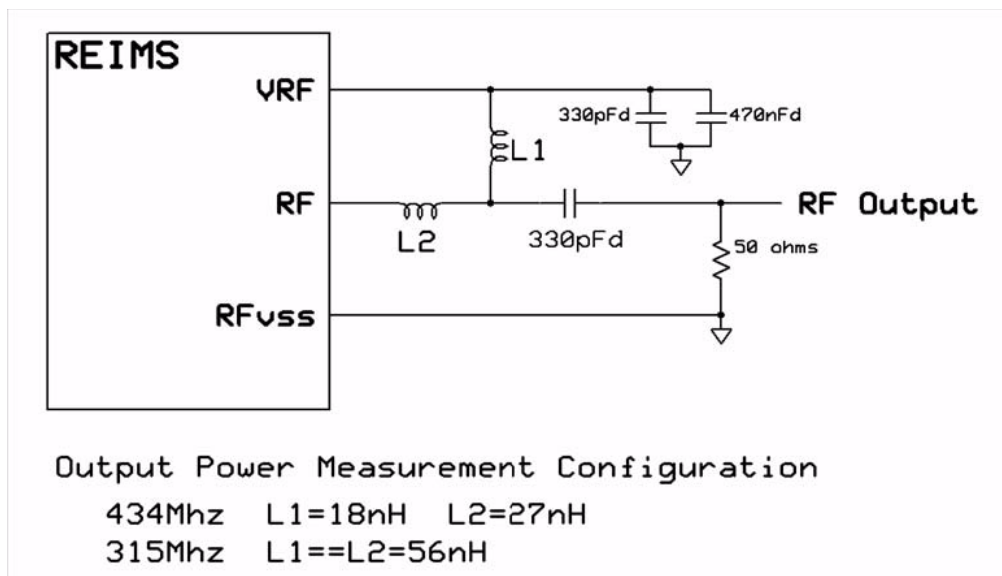 REIMS
VRF
330pFd
470nFd
L1
RF
L2
330pFd
RF Output
50 ohms
RFvss
Output Power Measurement Configuration
434Mhz L1=18nH L2=27nH
315Mhz L1==L2=56nH